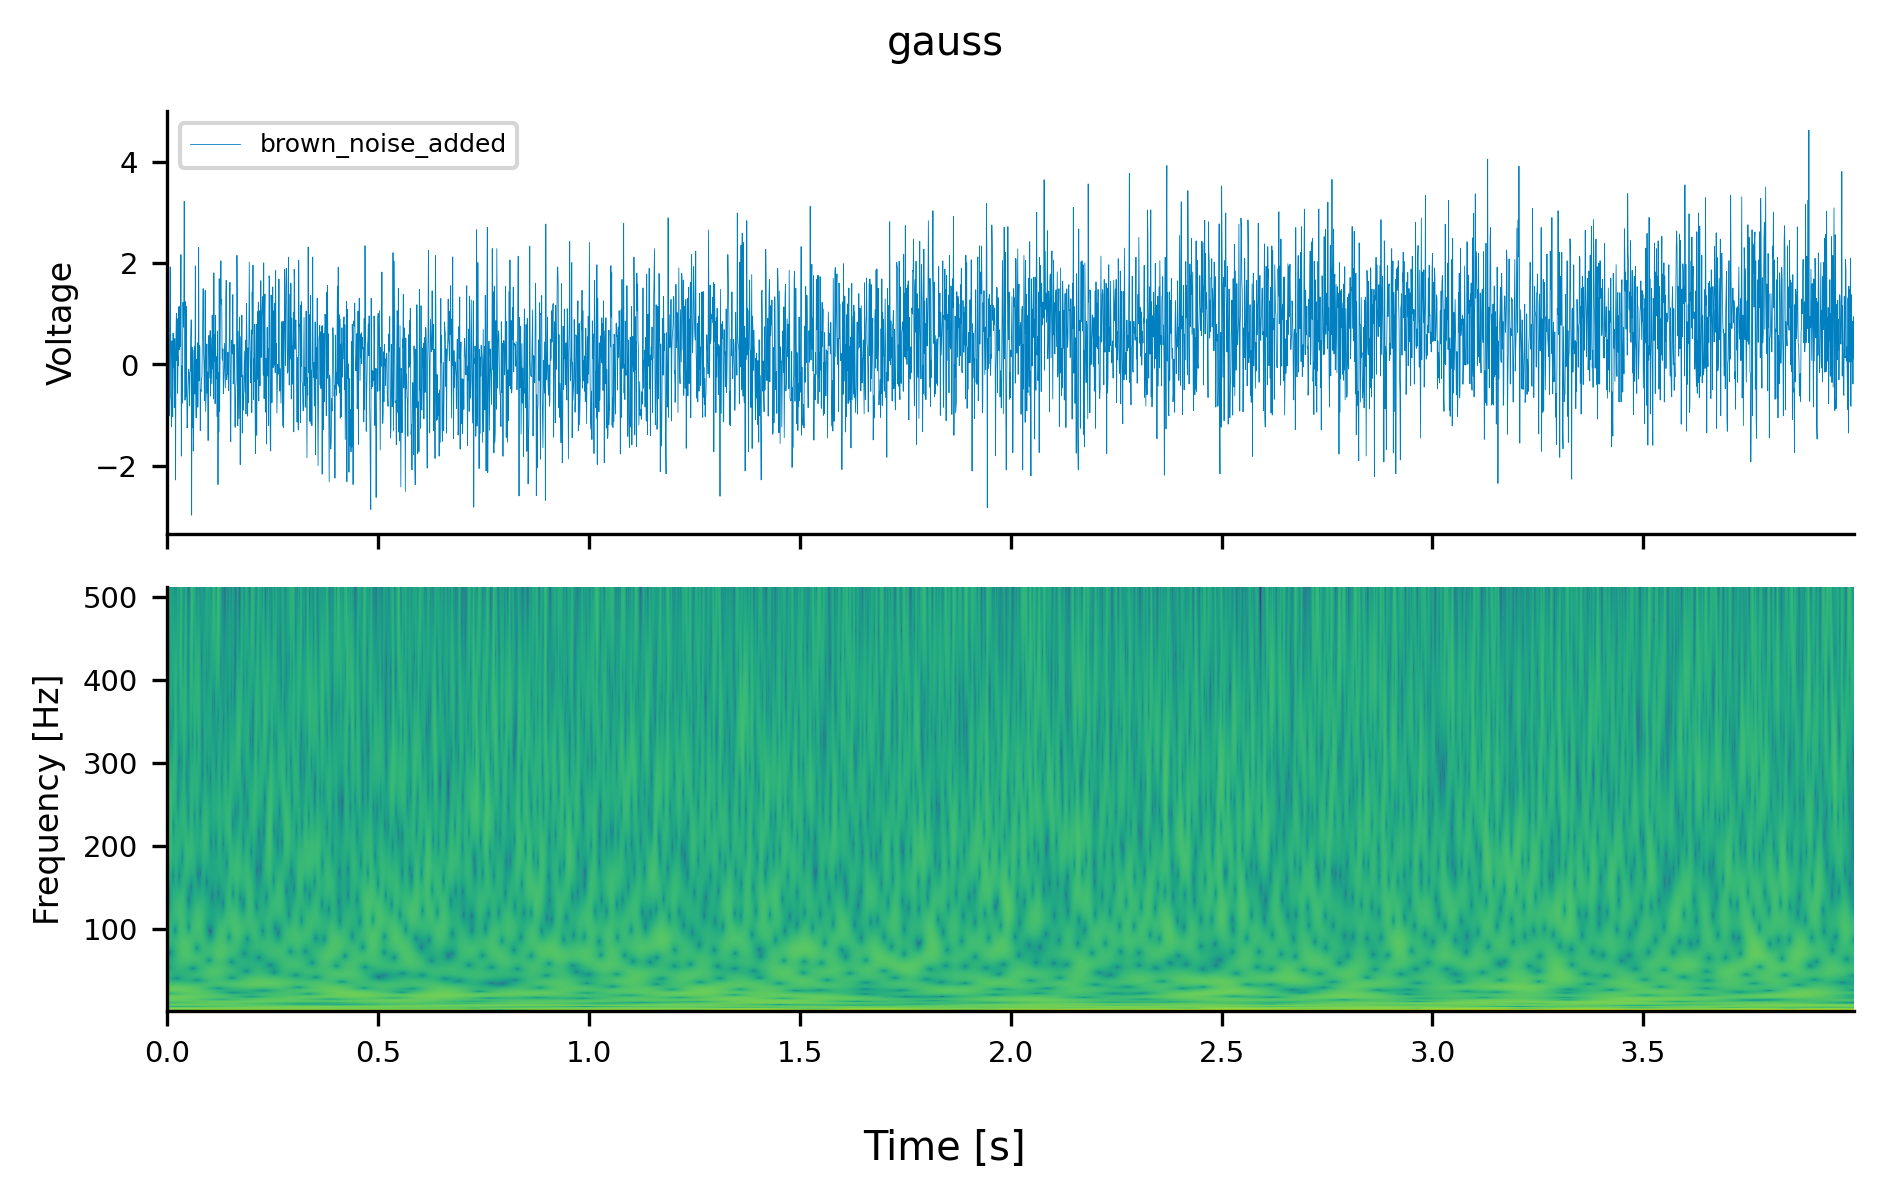 gauss
brown_noise_added
Voltage
4
2
0
−2
Frequency [Hz]
500
400
300
200
100
0.0 0.5 1.0 1.5 2.0 2.5 3.0 3.5
Time [s]